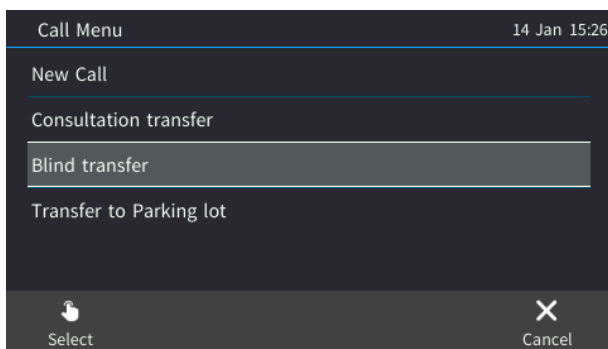 Call Menu 14 Jan 15:26
New Call
Consultation transfer
Blind transfer
Transfer to Parking lot
Select Cancel